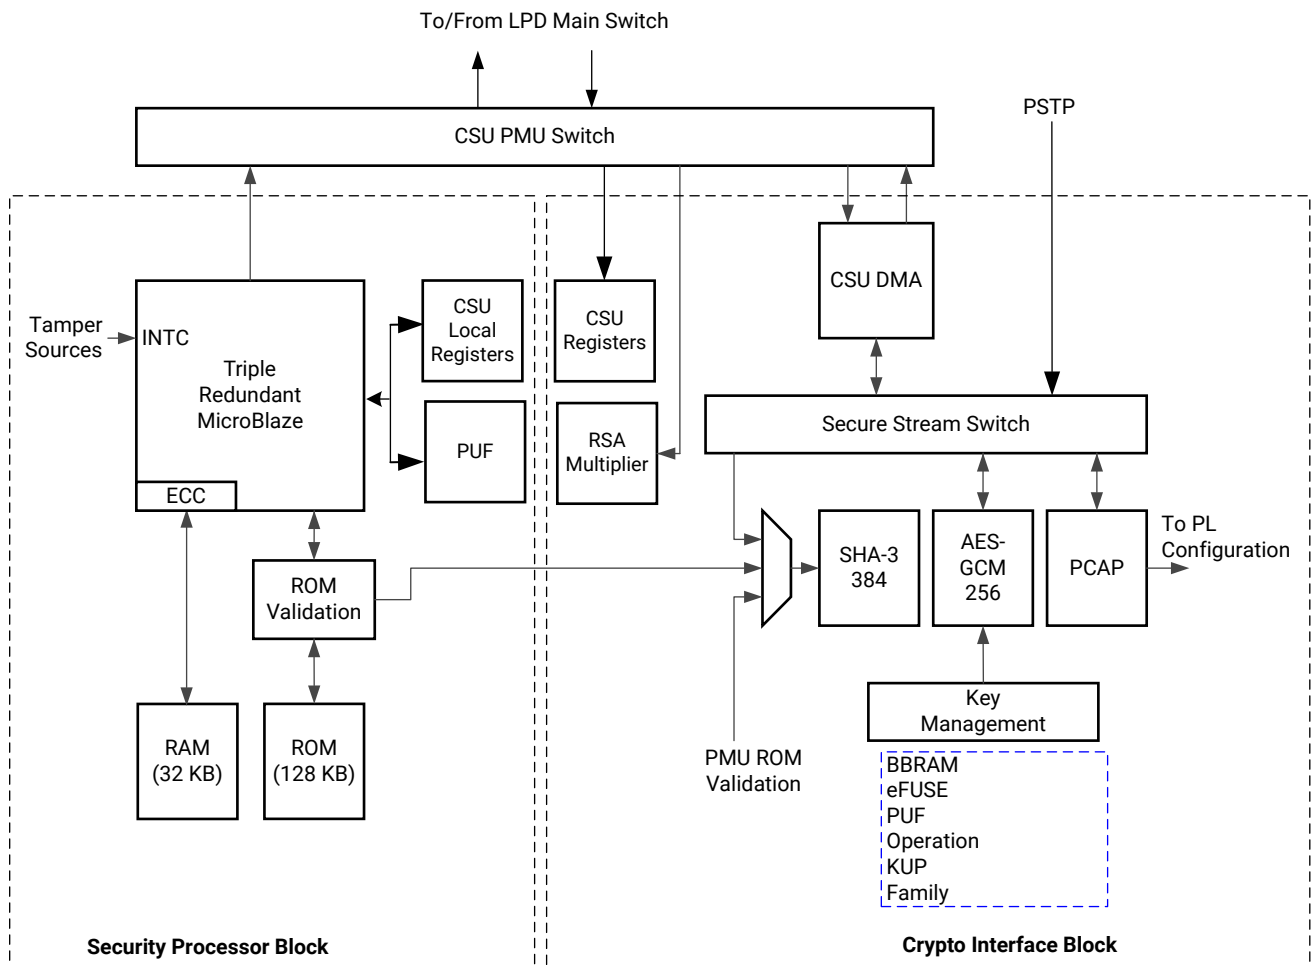 To/From LPD Main Switch
PSTP
CSU PMU Switch
CSU DMA
Tamper
Sources
INTC
Triple
Redundant
MicroBlaze
ECC
CSU
Local
Registers
PUF
CSU
Registers
RSA
Multiplier
Secure Stream Switch
SHA-3
384
AES-
GCM
256
PCAP
To PL
Configuration
ROM
Validation
RAM
(32 KB)
ROM
(128 KB)
PMU ROM
Validation
Key
Management
BBRAM
eFUSE
PUF
Operation
KUP
Family
Security Processor Block
Crypto Interface Block